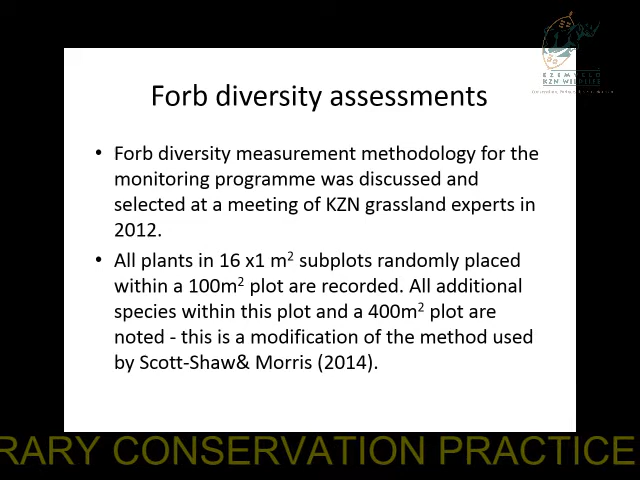 EZEMVELO
KZN WILDLIFE
Forb diversity assessments
• Forb diversity measurement methodology for the
monitoring programme was discussed and
selected at a meeting of KZN grassland experts in
2012.
• All plants in 16 x1 m² subplots randomly placed
within a 100m² plot are recorded. All additional
species within this plot and a 400m² plot are
noted - this is a modification of the method used
by Scott-Shaw& Morris (2014).
RARY CONSERVATION PRACTICE